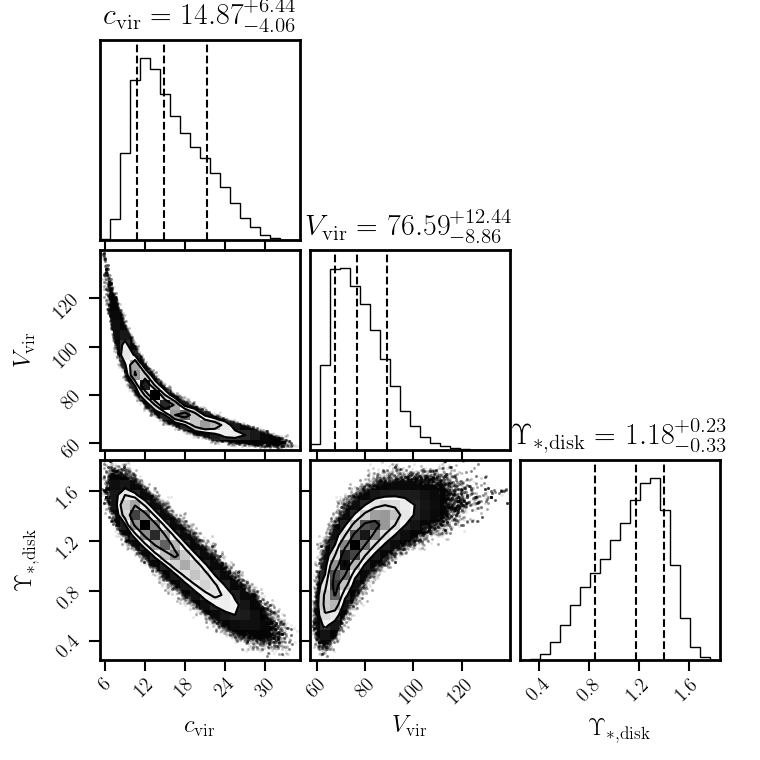 c_vir = 14.87^{+6.44}_{-4.06}
V_vir = 76.59^{+12.44}_{-8.86}
120
100
80
60
V_vir
ϒ_{*,disk} = 1.18^{+0.23}_{-0.33}
1.6
1.2
0.8
0.4
ϒ_{*,disk}
6 12 18 24 30
60 80 100 120
0.4 0.8 1.2 1.6
c_vir
V_vir
ϒ_{*,disk}